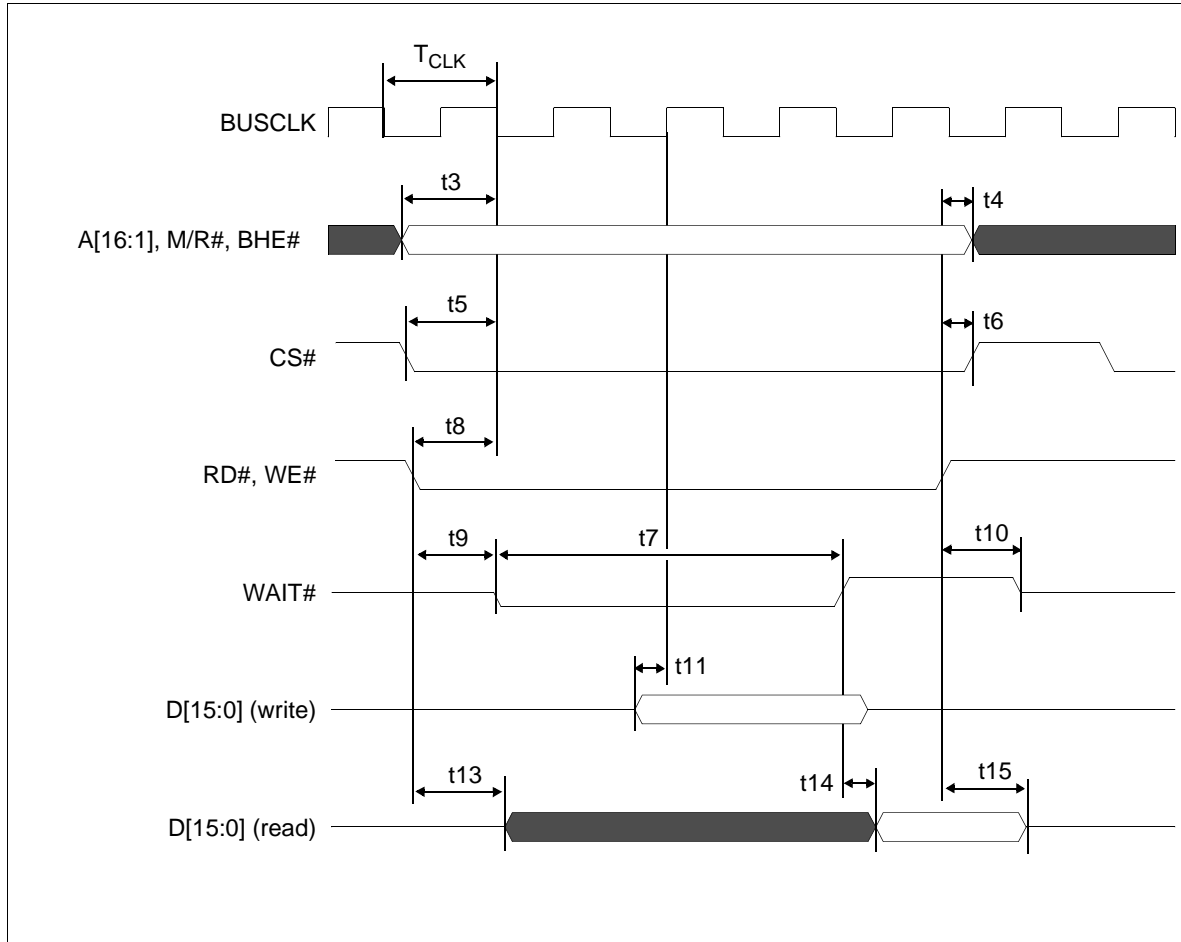 TCLK
BUSCLK
t3
t4
A[16:1], M/R#, BHE#
t5
t6
CS#
t8
RD#, WE#
t9
t7
t10
WAIT#
t11
D[15:0] (write)
t13
t14
t15
D[15:0] (read)